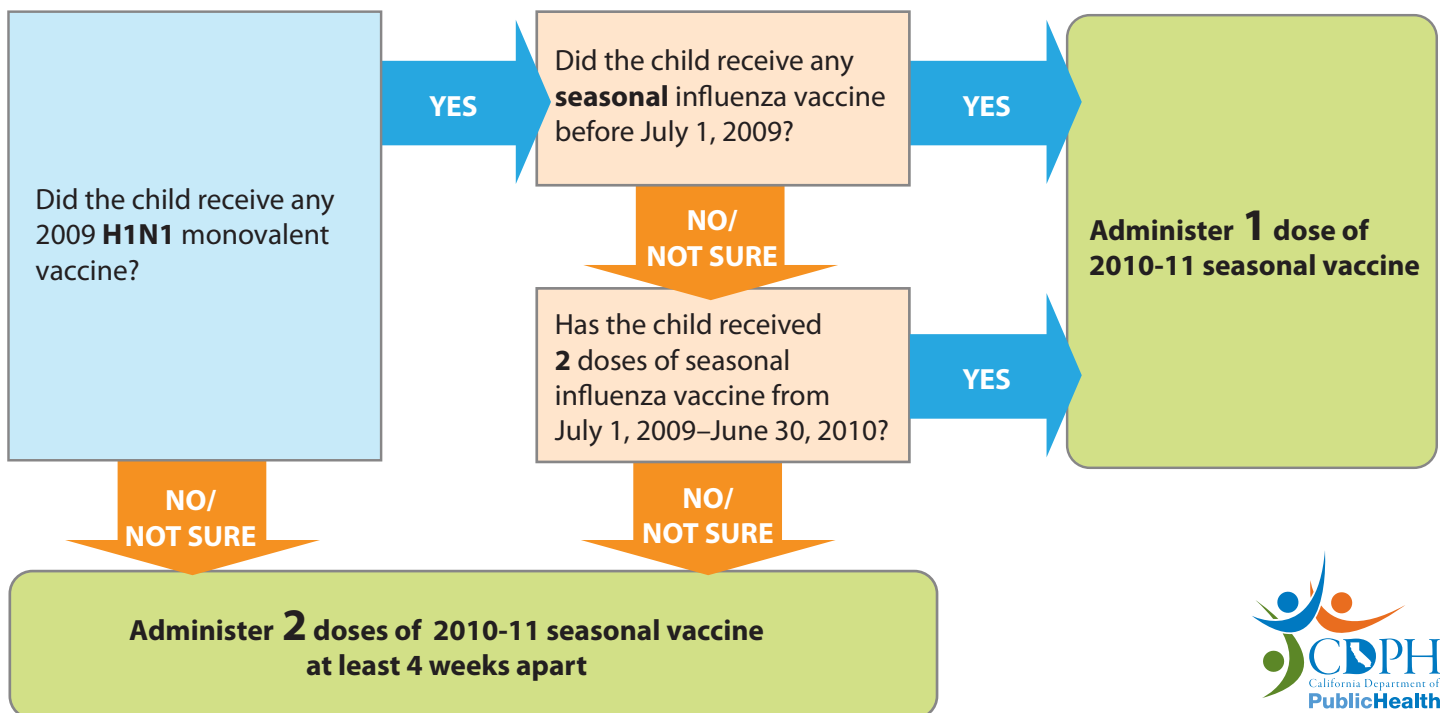 Did the child receive any
2009 H1N1 monovalent
vaccine?
YES
Did the child receive any
seasonal influenza vaccine
before July 1, 2009?
YES
Administer 1 dose of
2010-11 seasonal vaccine
NO/
NOT SURE
Has the child received
2 doses of seasonal
influenza vaccine from
July 1, 2009–June 30, 2010?
YES
NO/
NOT SURE
NO/
NOT SURE
Administer 2 doses of 2010-11 seasonal vaccine
at least 4 weeks apart
CDPH
California Department of
PublicHealth